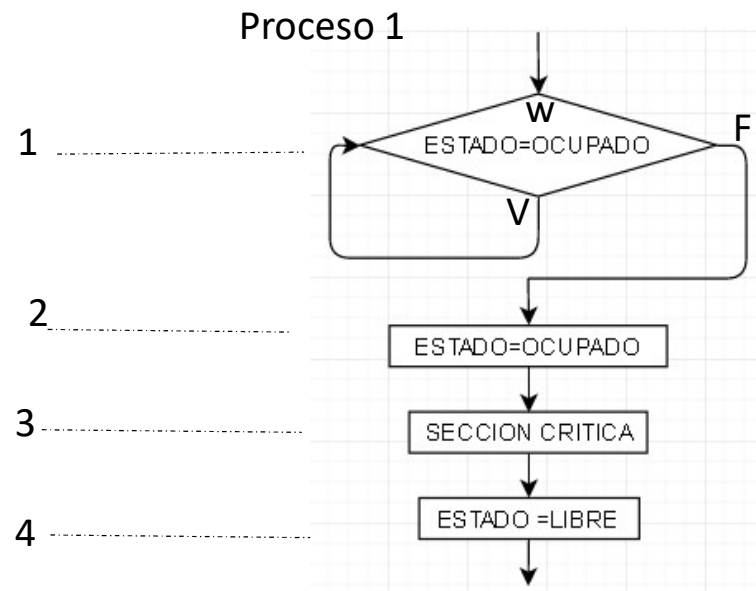 Proceso 1
W
1
ESTADO=OCUPADO
F
V
2
ESTADO=OCUPADO
3
SECCION CRITICA
4
ESTADO =LIBRE